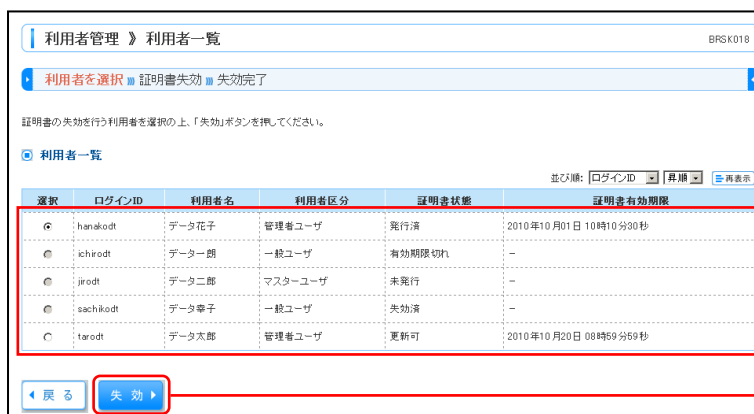 利用者管理 》 利用者一覧 BRSK018
利用者を選択 »» 証明書失効 »» 失効完了
証明書の失効を行う利用者を選択の上、「失効」ボタンを押してください。
利用者一覧
並び順： ログインID 昇順 再表示
選択 ログインID 利用者名 利用者区分 証明書状態 証明書有効期限
hanakodt データ花子 管理者ユーザ 発行済 2010年10月01日 10時10分30秒
ichirodt データ一朗 一般ユーザ 有効期限切れ －
jirodt データ二郎 マスターユーザ 未発行 －
sachikodt データ幸子 一般ユーザ 失効済 －
tarodt データ太郎 管理者ユーザ 更新可 2010年10月20日 08時59分59秒
戻る 失効